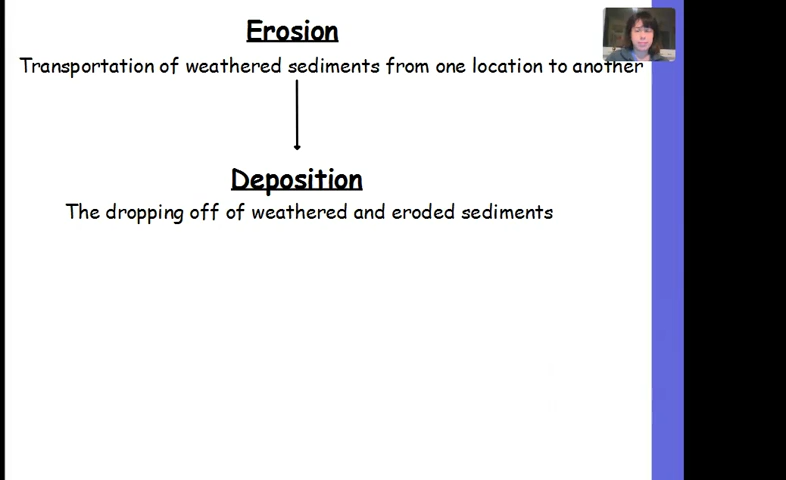 Erosion
Transportation of weathered sediments from one location to another
Deposition
The dropping off of weathered and eroded sediments